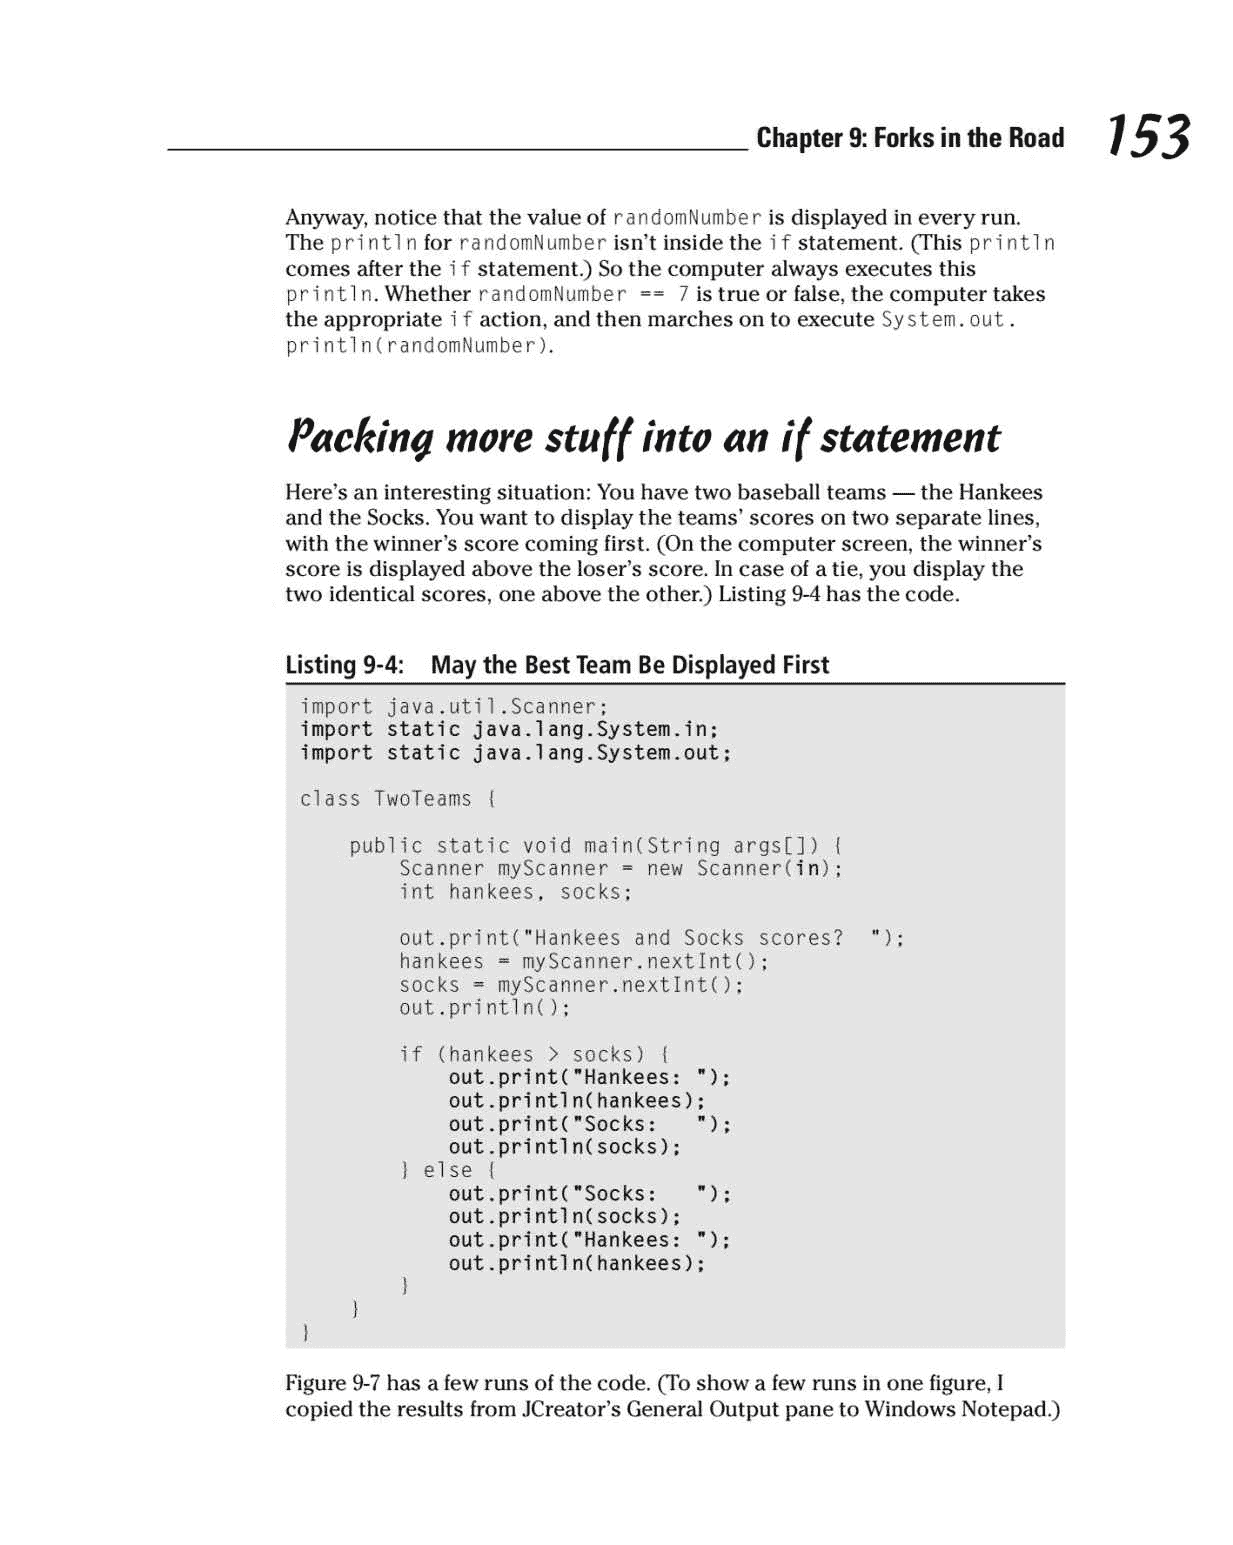 Chapter 9: Forks in the Road 153
Anyway, notice that the value of randomNumber is displayed in every run.
The println for randomNumber isn't inside the if statement. (This println
comes after the if statement.) So the computer always executes this
println. Whether randomNumber == 7 is true or false, the computer takes
the appropriate if action, and then marches on to execute System.out.
println(randomNumber).
Packing more stuff into an if statement
Here's an interesting situation: You have two baseball teams — the Hankees
and the Socks. You want to display the teams' scores on two separate lines,
with the winner's score coming first. (On the computer screen, the winner's
score is displayed above the loser's score. In case of a tie, you display the
two identical scores, one above the other.) Listing 9-4 has the code.
Listing 9-4: May the Best Team Be Displayed First
import java.util.Scanner;
import static java.lang.System.in;
import static java.lang.System.out;
class TwoTeams {
    public static void main(String args[]) {
        Scanner myScanner = new Scanner(in);
        int hankees, socks;
        out.print("Hankees and Socks scores?  ");
        hankees = myScanner.nextInt();
        socks = myScanner.nextInt();
        out.println();
        if (hankees > socks) {
            out.print("Hankees: ");
            out.println(hankees);
            out.print("Socks:   ");
            out.println(socks);
        } else {
            out.print("Socks:   ");
            out.println(socks);
            out.print("Hankees: ");
            out.println(hankees);
        }
    }
}
Figure 9-7 has a few runs of the code. (To show a few runs in one figure, I
copied the results from JCreator's General Output pane to Windows Notepad.)